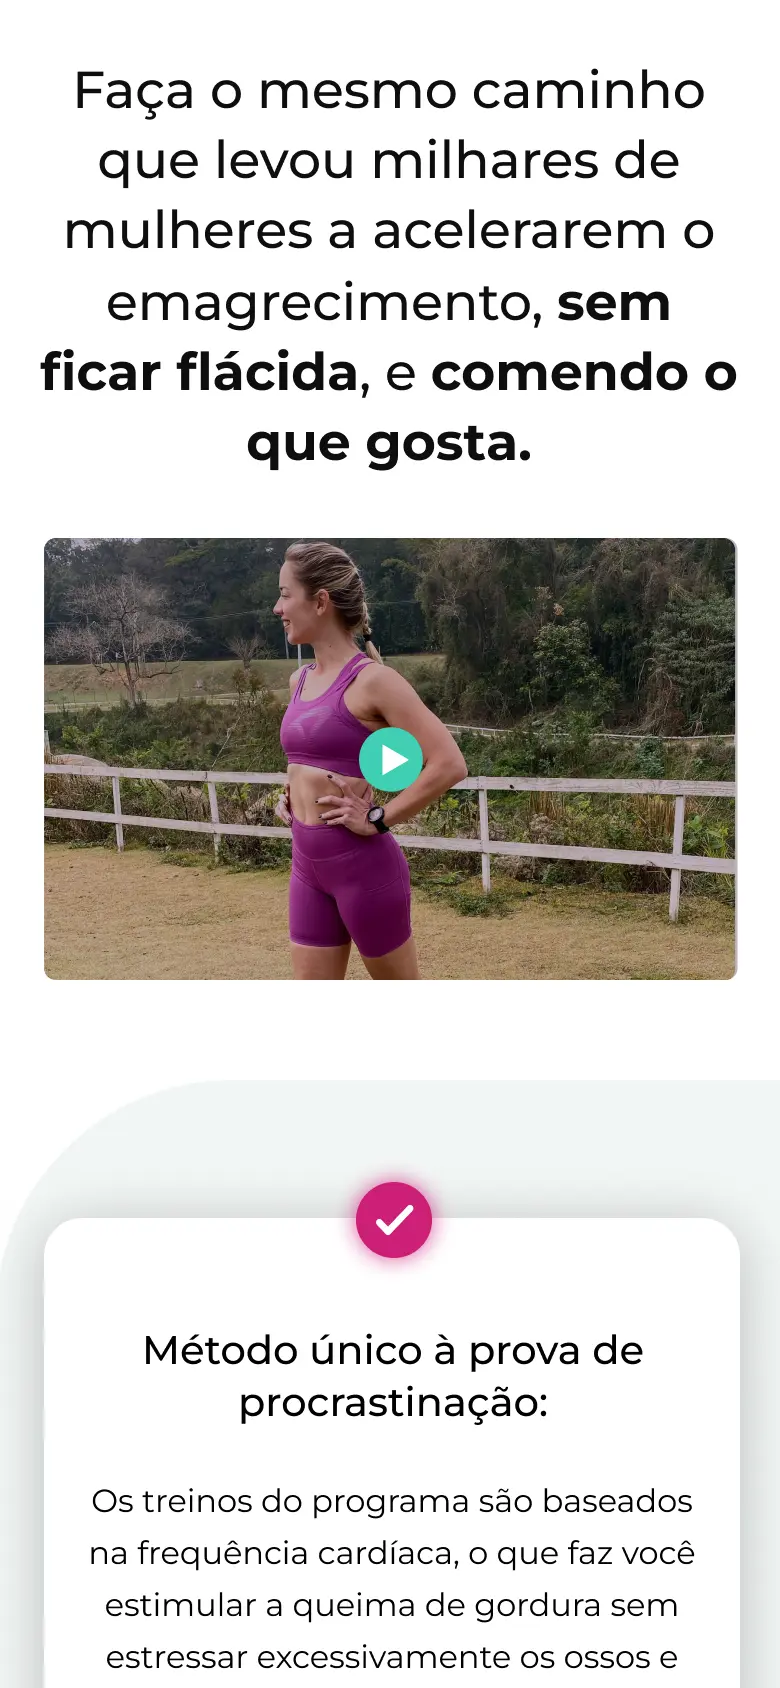 Faça o mesmo caminho
que levou milhares de
mulheres a acelerarem o
emagrecimento, sem
ficar flácida, e comendo o
que gosta.
Método único à prova de
procrastinação:
Os treinos do programa são baseados
na frequência cardíaca, o que faz você
estimular a queima de gordura sem
estressar excessivamente os ossos e